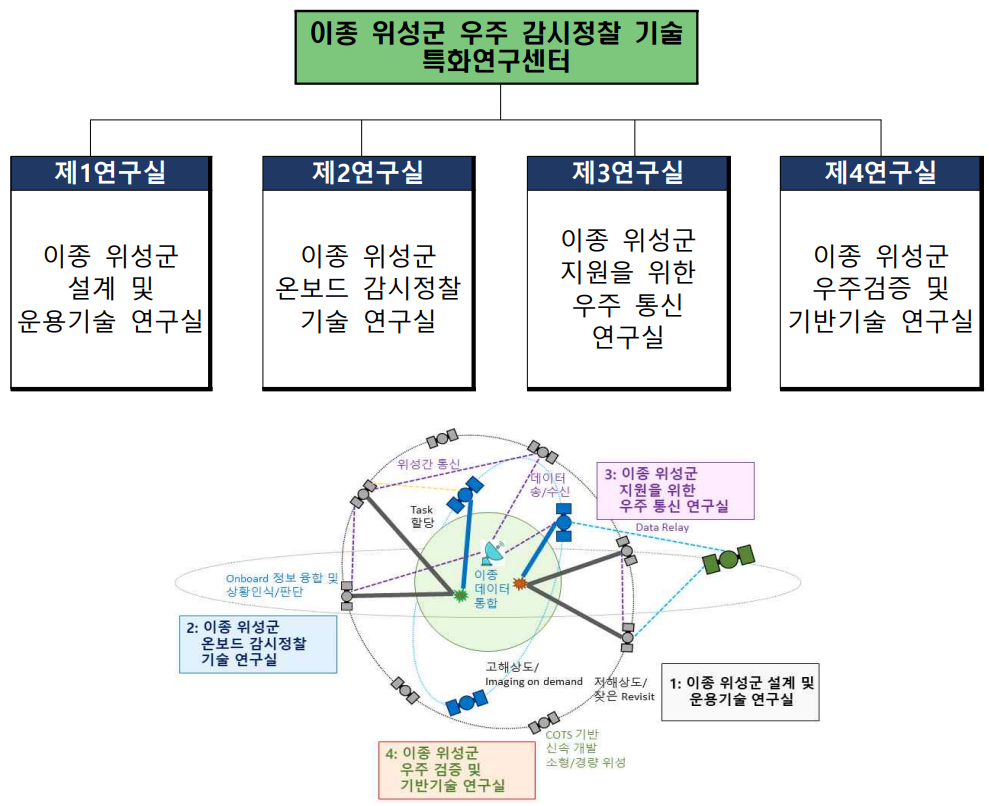 이종 위성군 우주 감시정찰 기술
특화연구센터
제1연구실
이종 위성군
설계 및
운용기술 연구실
제2연구실
이종 위성군
온보드 감시정찰
기술 연구실
제3연구실
이종 위성군
지원을 위한
우주 통신
연구실
제4연구실
이종 위성군
우주검증 및
기반기술 연구실
위성간 통신
데이터
송/수신
3: 이종 위성군
지원을 위한
우주 통신 연구실
Task
할당
Data Relay
이종
데이터
통합
Onboard 정보 융합 및
상황인식/판단
2: 이종 위성군
온보드 감시정찰
기술 연구실
고해상도/
Imaging on demand
저해상도/
잦은 Revisit
1: 이종 위성군 설계 및
운용기술 연구실
COTS 기반
신속 개발
소형/경량 위성
4: 이종 위성군
우주 검증 및
기반기술 연구실